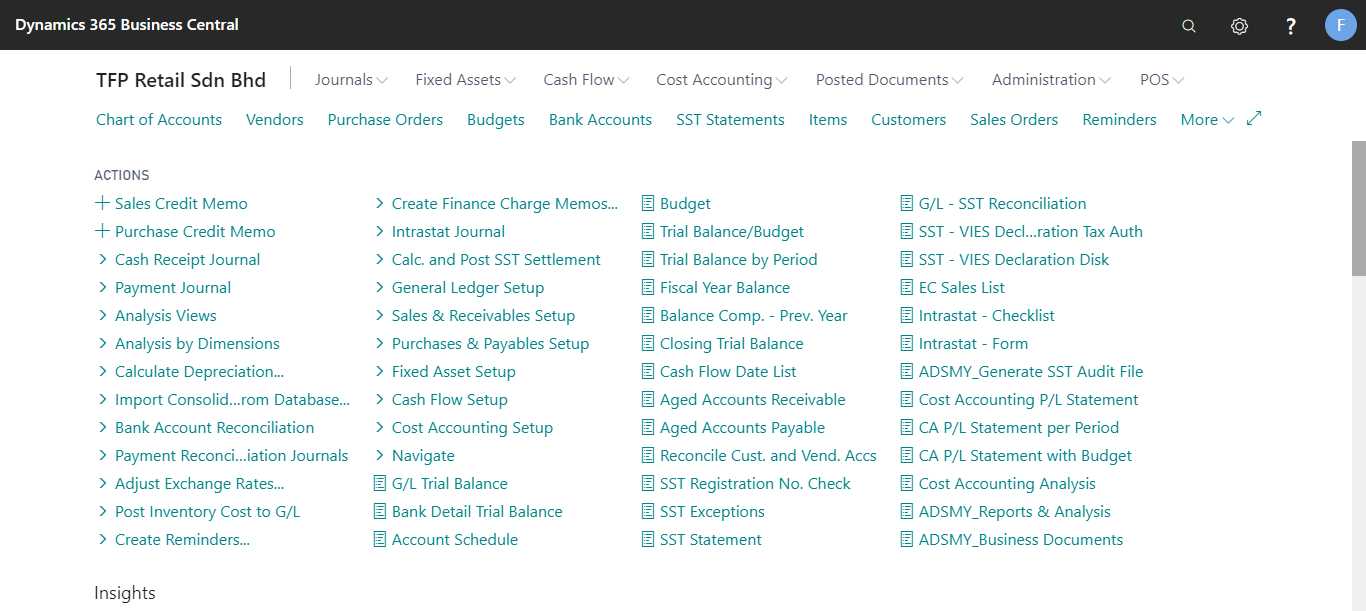 Dynamics 365 Business Central
?
F
TFP Retail Sdn Bhd Journals Fixed Assets Cash Flow Cost Accounting Posted Documents Administration POS
Chart of Accounts Vendors Purchase Orders Budgets Bank Accounts SST Statements Items Customers Sales Orders Reminders More
ACTIONS
Sales Credit Memo
Purchase Credit Memo
Cash Receipt Journal
Payment Journal
Analysis Views
Analysis by Dimensions
Calculate Depreciation...
Import Consolid...rom Database...
Bank Account Reconciliation
Payment Reconci...iation Journals
Adjust Exchange Rates...
Post Inventory Cost to G/L
Create Reminders...
Create Finance Charge Memos...
Intrastat Journal
Calc. and Post SST Settlement
General Ledger Setup
Sales & Receivables Setup
Purchases & Payables Setup
Fixed Asset Setup
Cash Flow Setup
Cost Accounting Setup
Navigate
G/L Trial Balance
Bank Detail Trial Balance
Account Schedule
Budget
Trial Balance/Budget
Trial Balance by Period
Fiscal Year Balance
Balance Comp. - Prev. Year
Closing Trial Balance
Cash Flow Date List
Aged Accounts Receivable
Aged Accounts Payable
Reconcile Cust. and Vend. Accs
SST Registration No. Check
SST Exceptions
SST Statement
G/L - SST Reconciliation
SST - VIES Decl...ration Tax Auth
SST - VIES Declaration Disk
EC Sales List
Intrastat - Checklist
Intrastat - Form
ADSMY_Generate SST Audit File
Cost Accounting P/L Statement
CA P/L Statement per Period
CA P/L Statement with Budget
Cost Accounting Analysis
ADSMY_Reports & Analysis
ADSMY_Business Documents
Insights